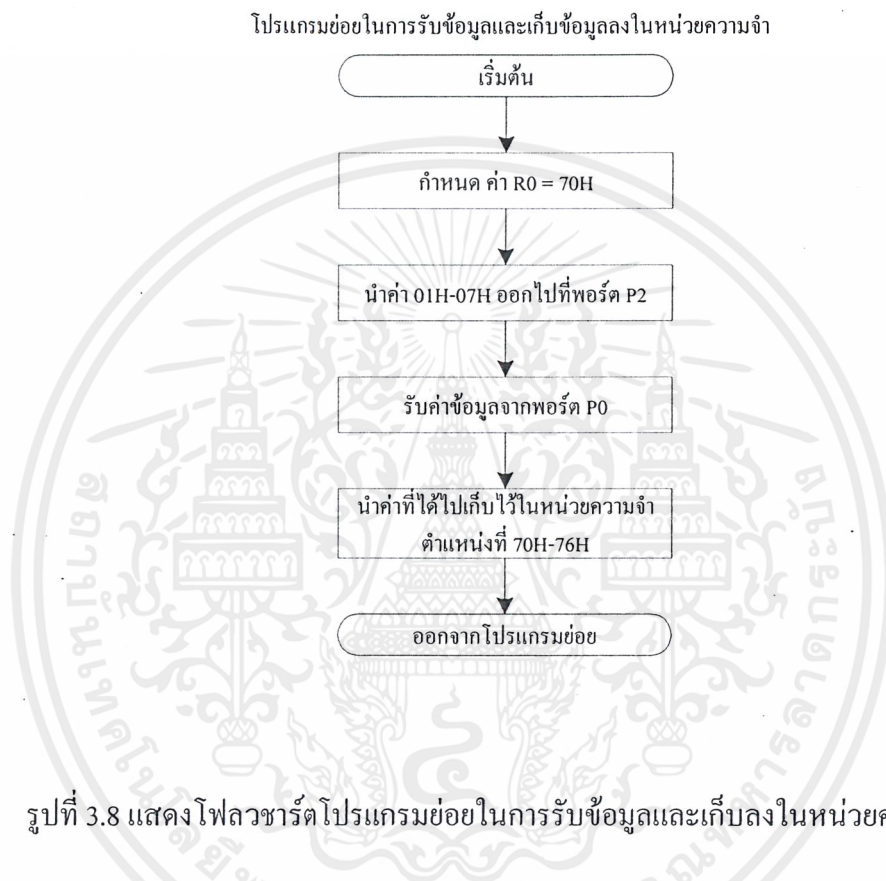 โปรแกรมย่อยในการรับข้อมูลและเก็บข้อมูลลงในหน่วยความจำ
เริ่มต้น
กำหนด ค่า R0 = 70H
นำค่า 01H-07H ออกไปที่พอร์ต P2
รับค่าข้อมูลจากพอร์ต P0
นำค่าที่ได้ไปเก็บไว้ในหน่วยความจำ
ตำแหน่งที่ 70H-76H
ออกจากโปรแกรมย่อย
รูปที่ 3.8 แสดงโฟลวชาร์ตโปรแกรมย่อยในการรับข้อมูลและเก็บลงในหน่วยค